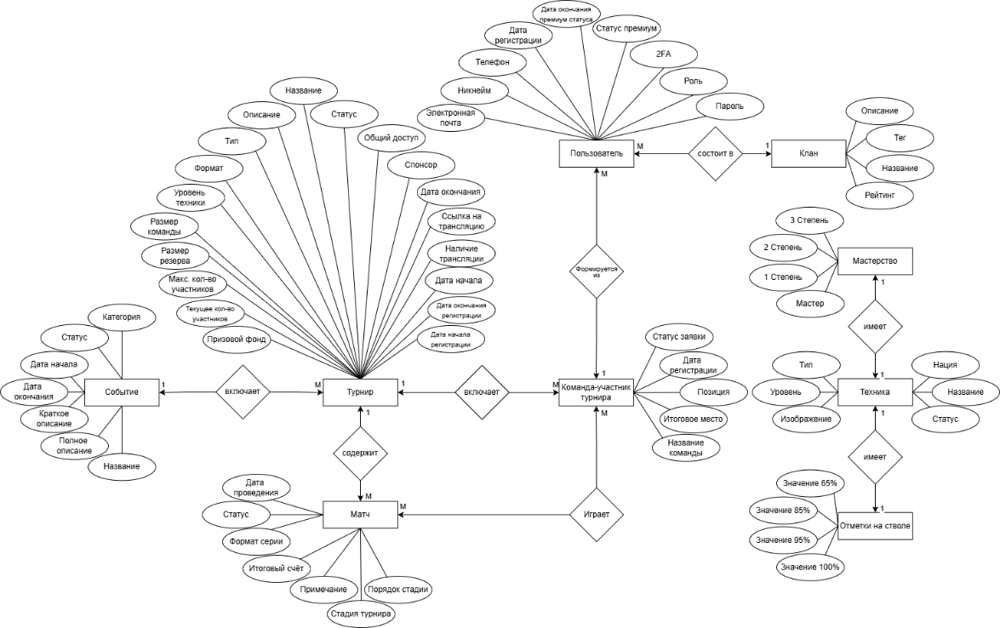 Дата окончания
премиум статуса
Статус премиум
Дата
регистрации
2FA
Телефон
Роль
Никнейм
Пароль
Электронная
почта
Название
Описание
Статус
Тип
Общий доступ
Формат
Спонсор
Уровень
техники
Дата окончания
Размер
команды
Ссылка на
трансляцию
Размер
резерва
Наличие
трансляции
Макс. кол-во
участников
Дата начала
Текущее кол-во
участников
Дата окончания
регистрации
Призовой фонд
Дата начала
регистрации
Пользователь
M
состоит в
1
Клан
Описание
Тег
Название
Рейтинг
M
Формируется
из
1
3 Степень
2 Степень
1 Степень
Мастер
Мастерство
1
имеет
1
Категория
Статус
Дата начала
Дата
окончания
Краткое
описание
Полное
описание
Название
Событие
1
включает
M
Турнир
1
включает
M
Команда-участник
турнира
Статус заявки
Дата
регистрации
Позиция
Итоговое место
Название
команды
Тип
Уровень
Изображение
Техника
Нация
Название
Статус
1
содержит
M
M
Играет
M
1
имеет
1
Дата
проведения
Статус
Формат серии
Итоговый счёт
Примечание
Стадия турнира
Порядок стадии
Матч
Значение 65%
Значение 85%
Значение 95%
Значение 100%
Отметки на стволе